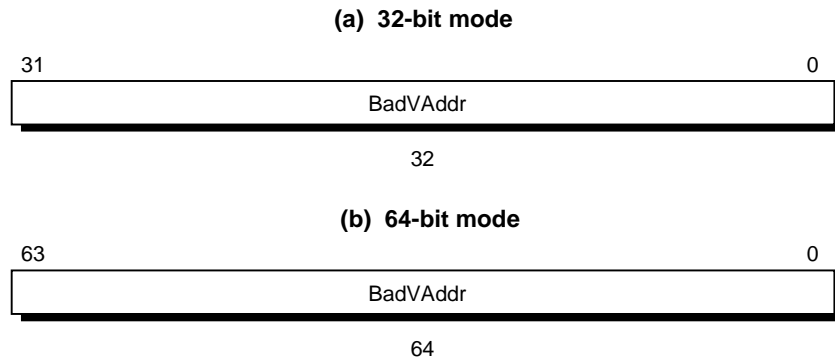 (a) 32-bit mode
31 0
BadVAddr
32
(b) 64-bit mode
63 0
BadVAddr
64